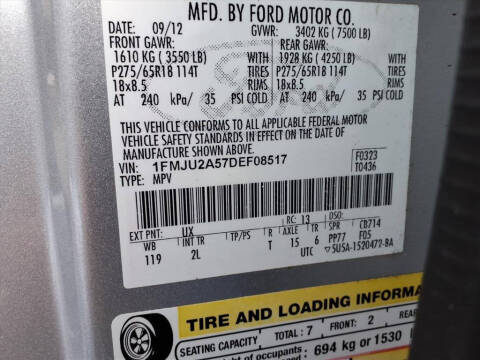 MFD. BY FORD MOTOR CO.
DATE: 09/12 GVWR: 3402 KG ( 7500 LB)
FRONT GAWR: REAR GAWR:
1610 KG ( 3550 LB) WITH 1928 KG ( 4250 LB) WITH
P275/65R18 114T TIRES P275/65R18 114T TIRES
18x8.5 RIMS 18x8.5 RIMS
AT 240 kPa/ 35 PSI COLD AT 240 kPa/ 35 PSI COLD
THIS VEHICLE CONFORMS TO ALL APPLICABLE FEDERAL MOTOR
VEHICLE SAFETY STANDARDS IN EFFECT ON THE DATE OF
MANUFACTURE SHOWN ABOVE.
VIN: 1FMJU2A57DEF08517 F0323
TYPE: MPV T0436
RC: 13 DSO:
EXT PNT: UX R AXLE TR SPR C8714
WB INT TR TP/PS T 15 6 PP77 F05
119 2L UTC 5USA-1520472-BA
TIRE AND LOADING INFORMA
SEATING CAPACITY TOTAL: 7 FRONT: 2 REAR
ht of occupants : 694 kg or 1530 l